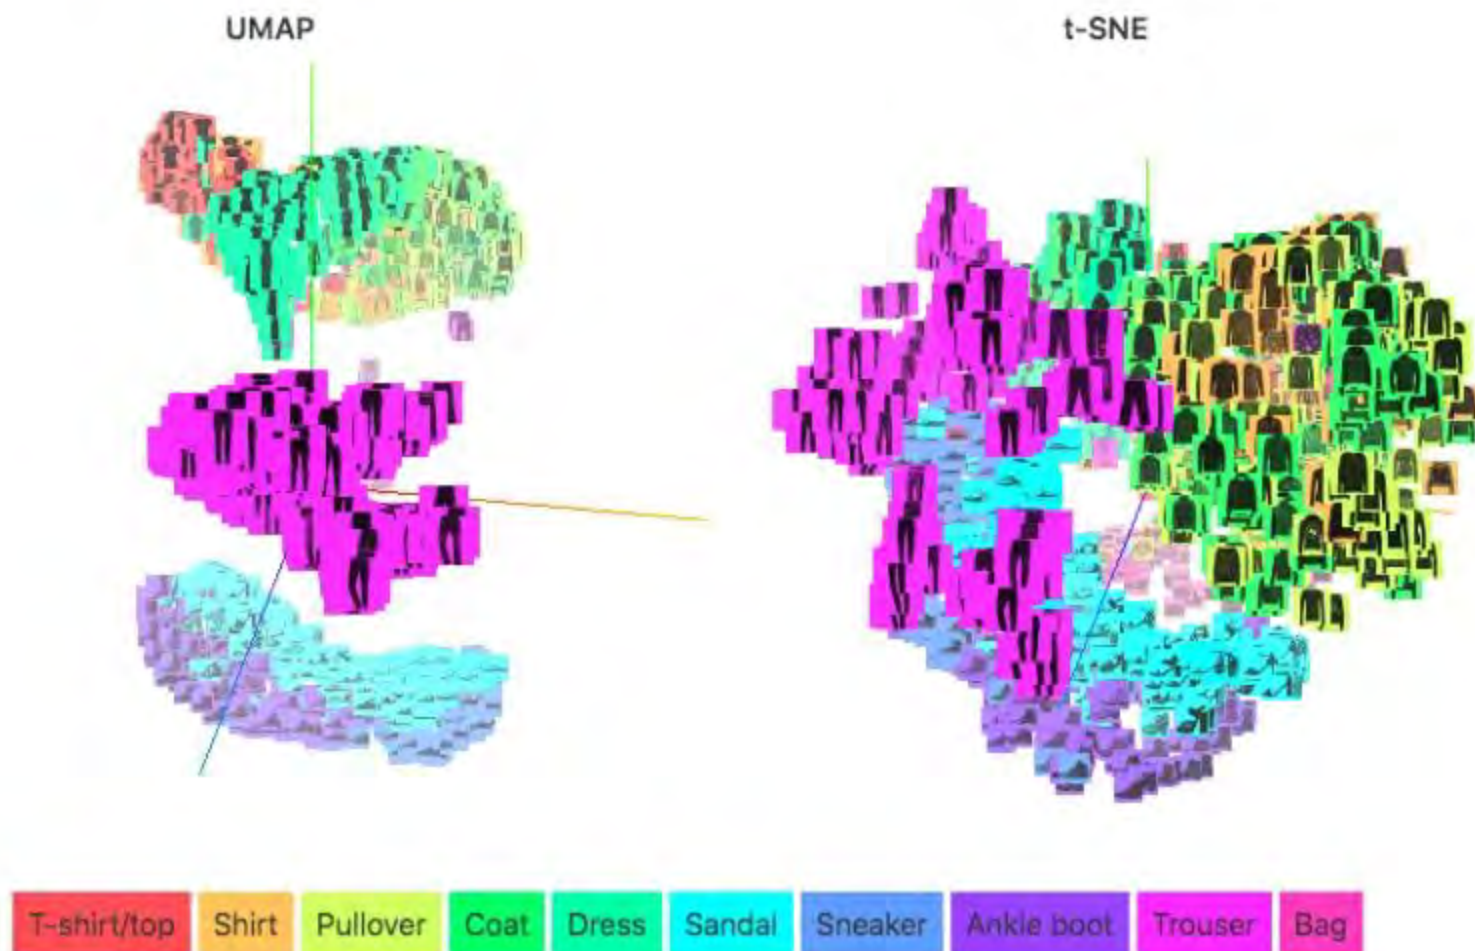 UMAP
t-SNE
T-shirt/top Shirt Pullover Coat Dress Sandal Sneaker Ankle boot Trouser Bag